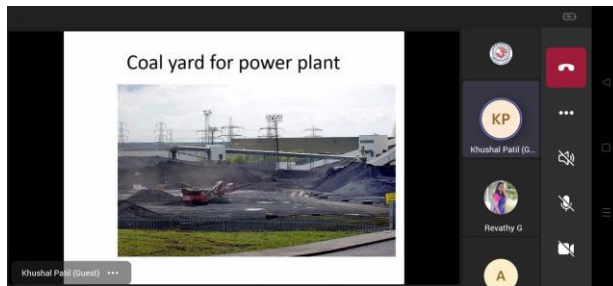 Coal yard for power plant
KP
Khushal Patil (G...
Revathy G
A
Khushal Patil (Guest) •••